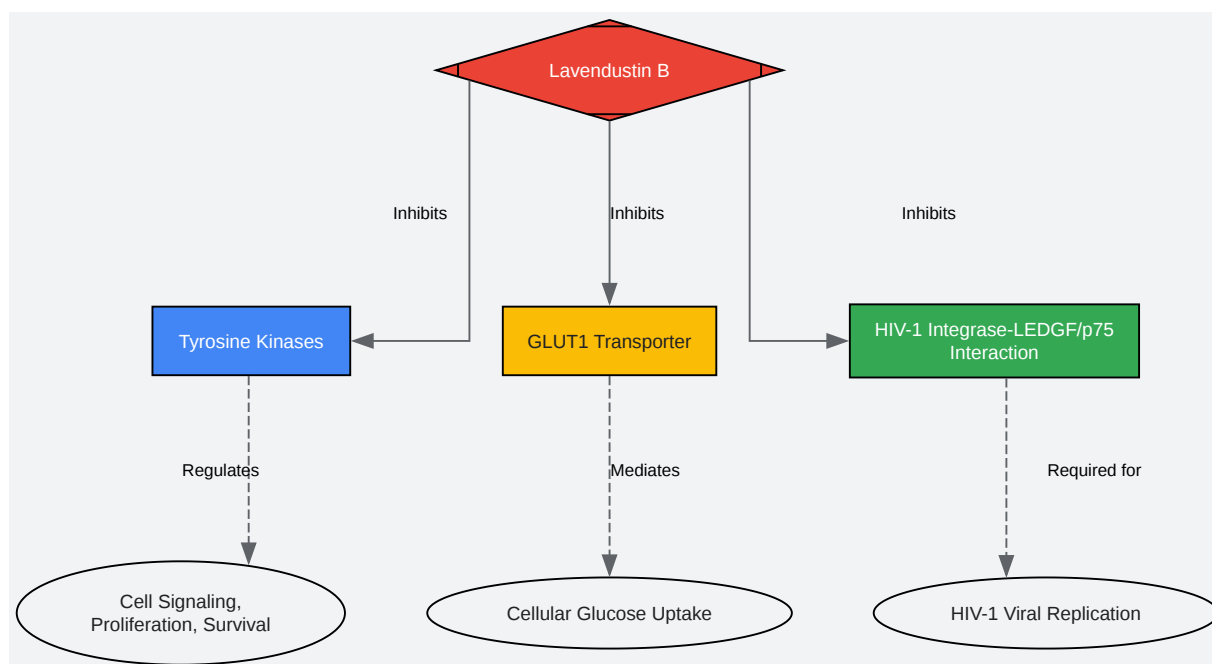 Lavendustin B
Inhibits
Inhibits
Inhibits
Tyrosine Kinases
GLUT1 Transporter
HIV-1 Integrase-LEDGF/p75
Interaction
Regulates
Mediates
Required for
Cell Signaling,
Proliferation, Survival
Cellular Glucose Uptake
HIV-1 Viral Replication